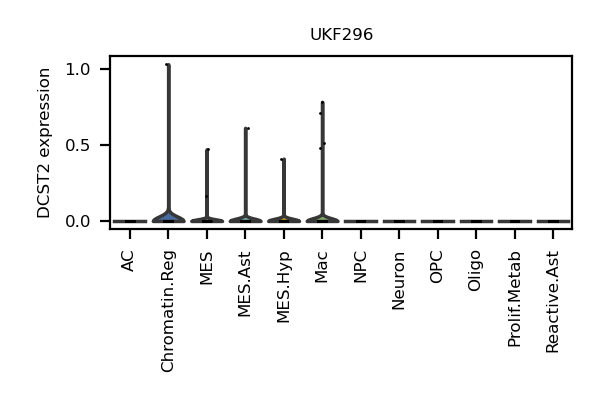 UKF296
DCST2 expression
1.0
0.5
0.0
AC
Chromatin.Reg
MES
MES.Ast
MES.Hyp
Mac
NPC
Neuron
OPC
Oligo
Prolif.Metab
Reactive.Ast